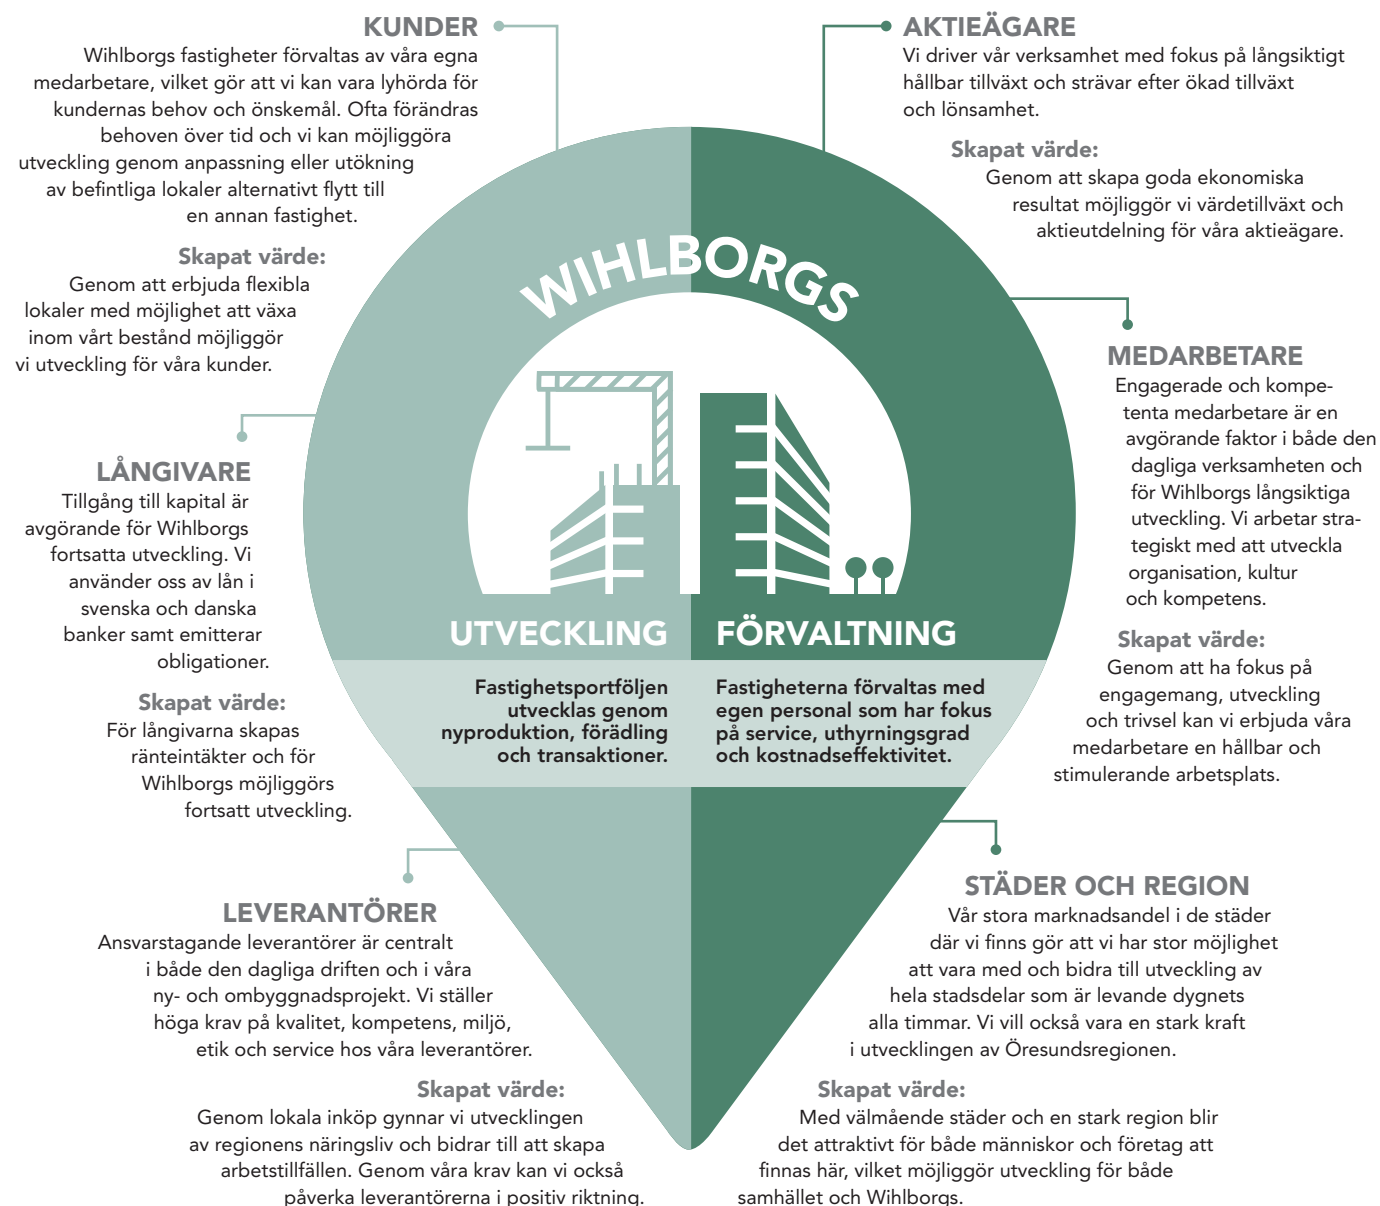 KUNDER
Wihlborgs fastigheter förvaltas av våra egna
medarbetare, vilket gör att vi kan vara lyhörda för
kundernas behov och önskemål. Ofta förändras
behoven över tid och vi kan möjliggöra
utveckling genom anpassning eller utökning
av befintliga lokaler alternativt flytt till
en annan fastighet.
Skapat värde:
Genom att erbjuda flexibla
lokaler med möjlighet att växa
inom vårt bestånd möjliggör
vi utveckling för våra kunder.
LÅNGIVARE
Tillgång till kapital är
avgörande för Wihlborgs
fortsatta utveckling. Vi
använder oss av lån i
svenska och danska
banker samt emitterar
obligationer.
Skapat värde:
För långivarna skapas
ränteintäkter och för
Wihlborgs möjliggörs
fortsatt utveckling.
LEVERANTÖRER
Ansvarstagande leverantörer är centralt
i både den dagliga driften och i våra
ny- och ombyggnadsprojekt. Vi ställer
höga krav på kvalitet, kompetens, miljö,
etik och service hos våra leverantörer.
Skapat värde:
Genom lokala inköp gynnar vi utvecklingen
av regionens näringsliv och bidrar till att skapa
arbetstillfällen. Genom våra krav kan vi också
påverka leverantörerna i positiv riktning.
WIHLBORGS
UTVECKLING
Fastighetsportföljen
utvecklas genom
nyproduktion, förädling
och transaktioner.
FÖRVALTNING
Fastigheterna förvaltas med
egen personal som har fokus
på service, uthyrningsgrad
och kostnadseffektivitet.
AKTIEÄGARE
Vi driver vår verksamhet med fokus på långsiktigt
hållbar tillväxt och strävar efter ökad tillväxt
och lönsamhet.
Skapat värde:
Genom att skapa goda ekonomiska
resultat möjliggör vi värdetillväxt och
aktieutdelning för våra aktieägare.
MEDARBETARE
Engagerade och kompe-
tenta medarbetare är en
avgörande faktor i både den
dagliga verksamheten och
för Wihlborgs långsiktiga
utveckling. Vi arbetar stra-
tegiskt med att utveckla
organisation, kultur
och kompetens.
Skapat värde:
Genom att ha fokus på
engagemang, utveckling
och trivsel kan vi erbjuda våra
medarbetare en hållbar och
stimulerande arbetsplats.
STÄDER OCH REGION
Vår stora marknadsandel i de städer
där vi finns gör att vi har stor möjlighet
att vara med och bidra till utveckling av
hela stadsdelar som är levande dygnets
alla timmar. Vi vill också vara en stark kraft
i utvecklingen av Öresundsregionen.
Skapat värde:
Med välmående städer och en stark region blir
det attraktivt för både människor och företag att
finnas här, vilket möjliggör utveckling för både
samhället och Wihlborgs.